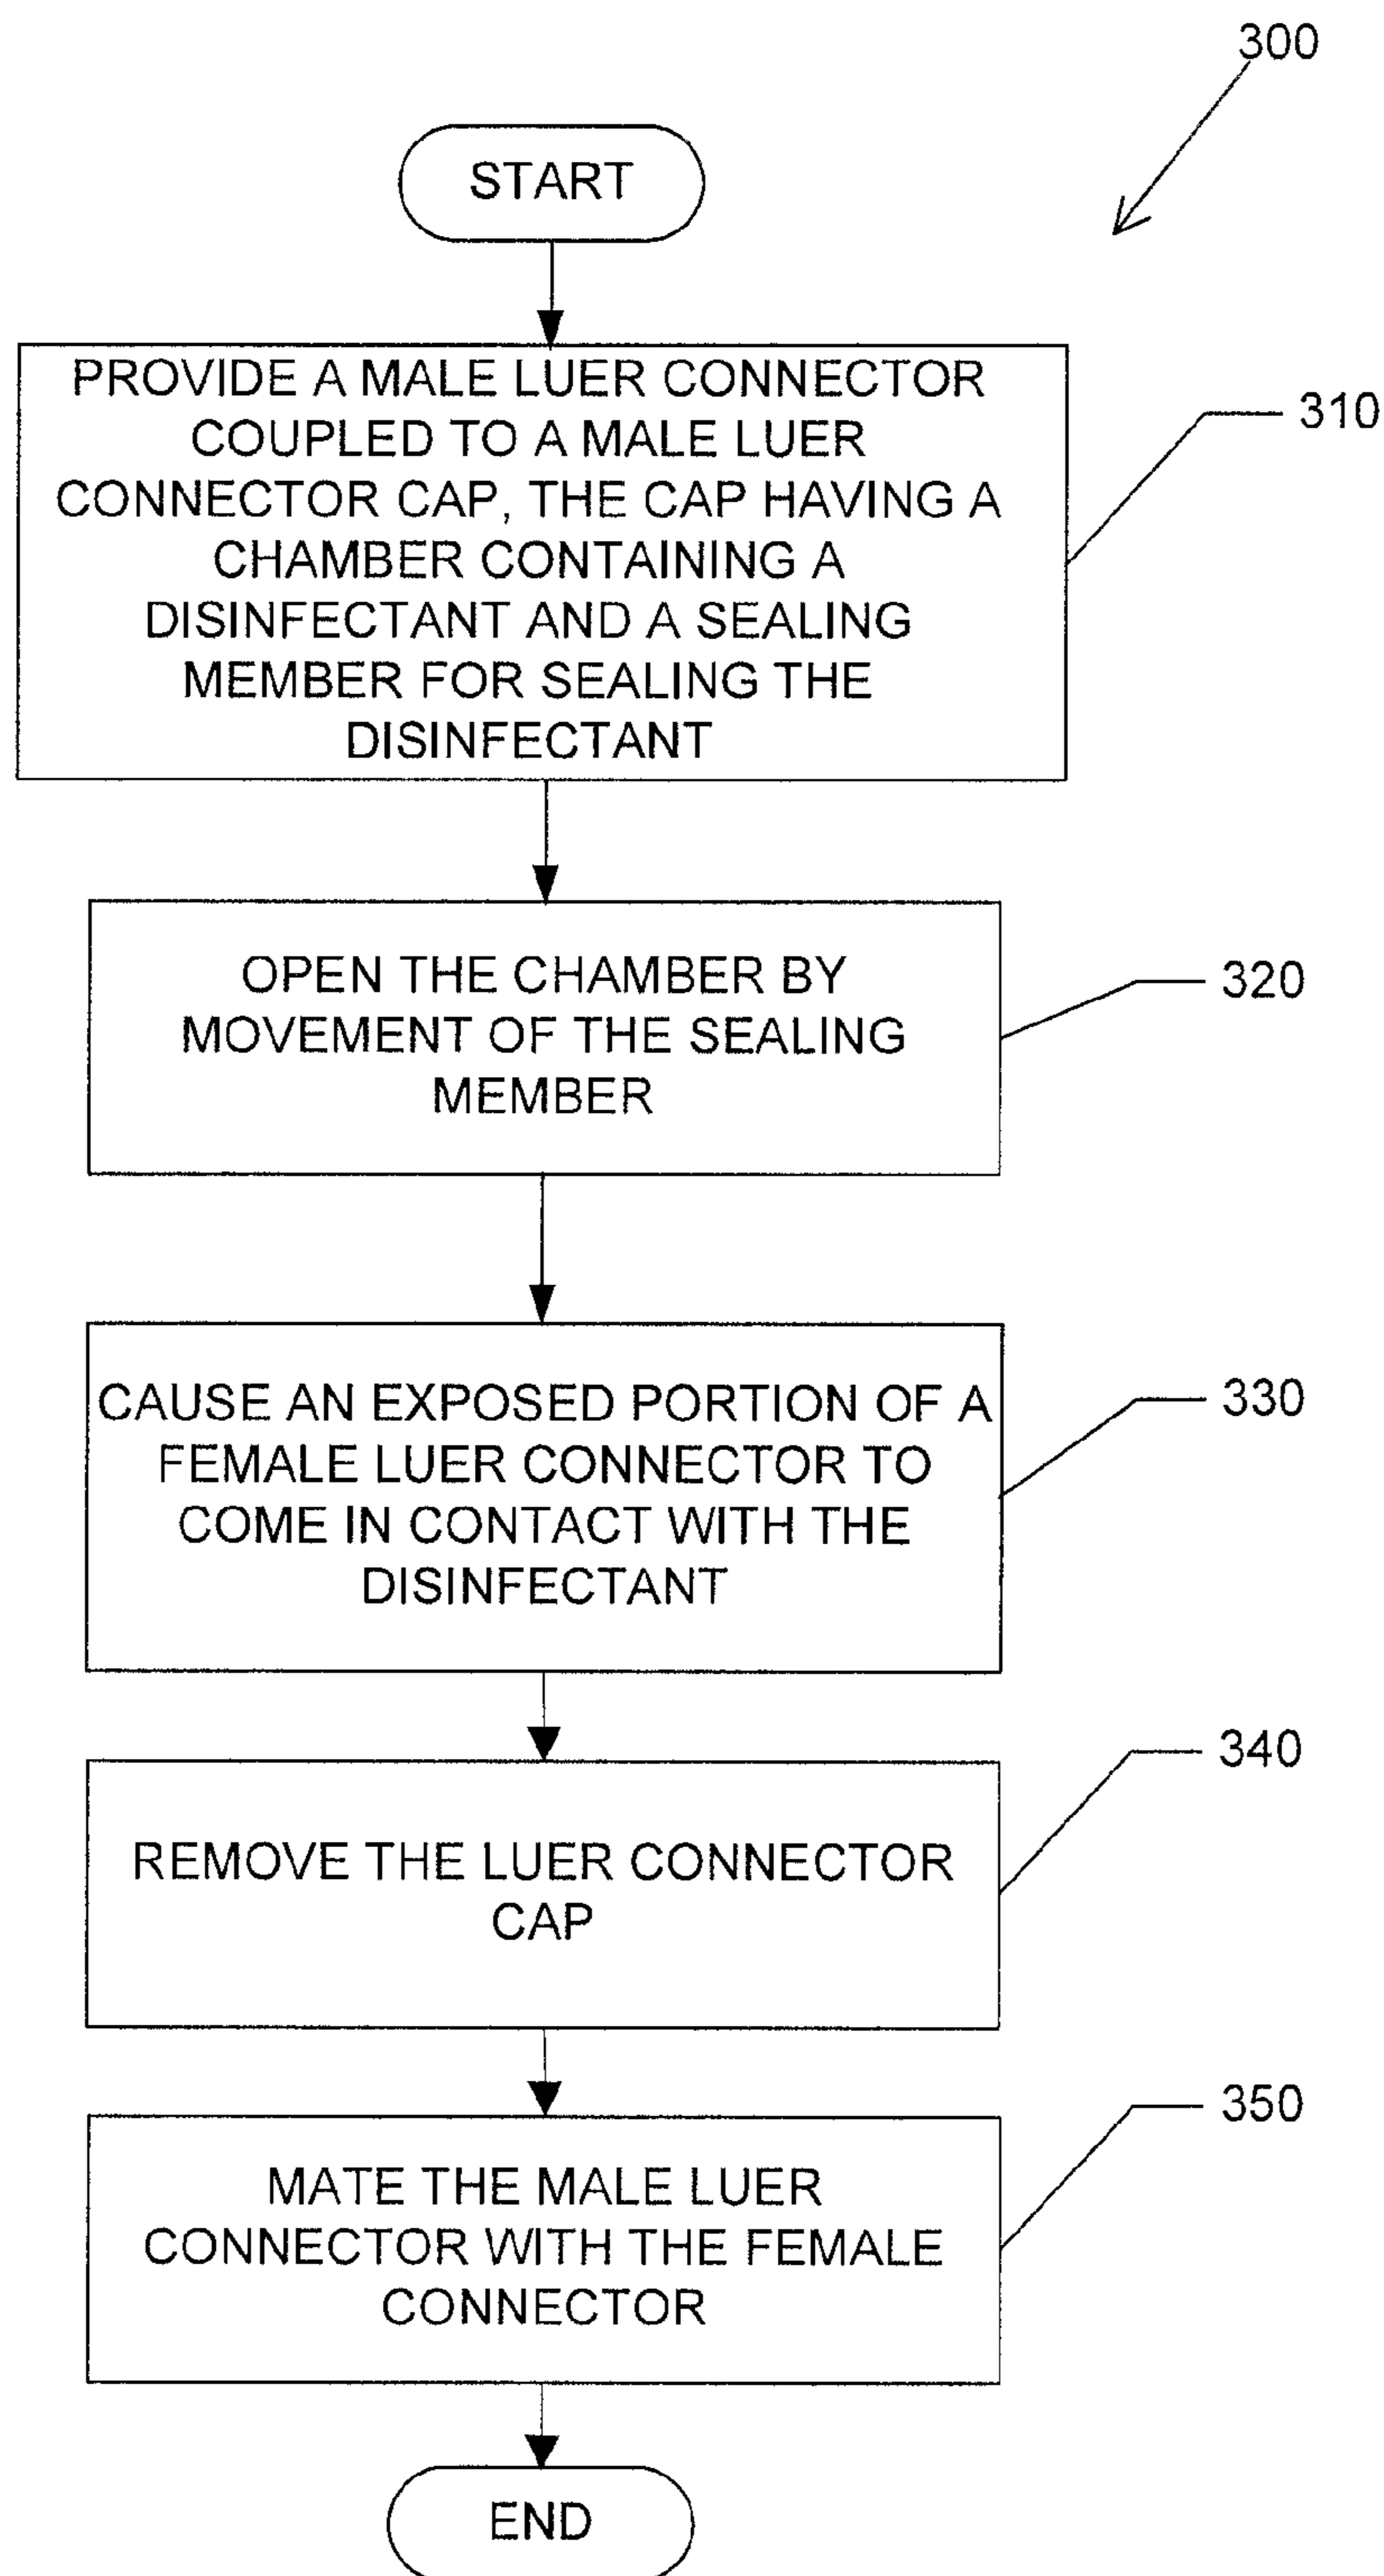 300
START
PROVIDE A MALE LUER CONNECTOR
COUPLED TO A MALE LUER
CONNECTOR CAP, THE CAP HAVING A
CHAMBER CONTAINING A
DISINFECTANT AND A SEALING
MEMBER FOR SEALING THE
DISINFECTANT
310
OPEN THE CHAMBER BY
MOVEMENT OF THE SEALING
MEMBER
320
CAUSE AN EXPOSED PORTION OF A
FEMALE LUER CONNECTOR TO
COME IN CONTACT WITH THE
DISINFECTANT
330
REMOVE THE LUER CONNECTOR
CAP
340
MATE THE MALE LUER
CONNECTOR WITH THE FEMALE
CONNECTOR
350
END